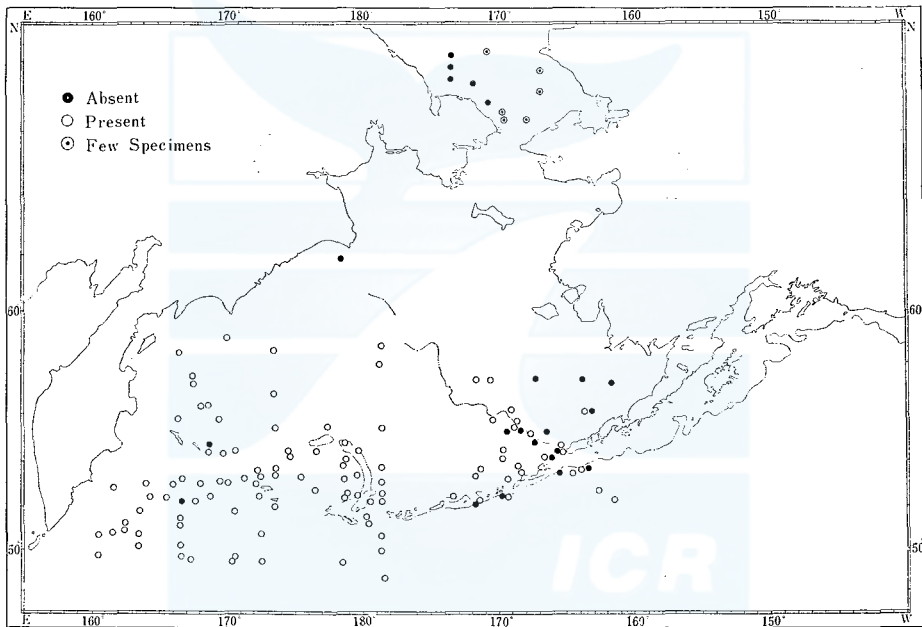 E 160° 170° 180 170° 160 150° W
N N
● Absent
○ Present
⊙ Few Specimens
60 60
50 50°
ICR
E 160° 170° 180 170° 160 150° W